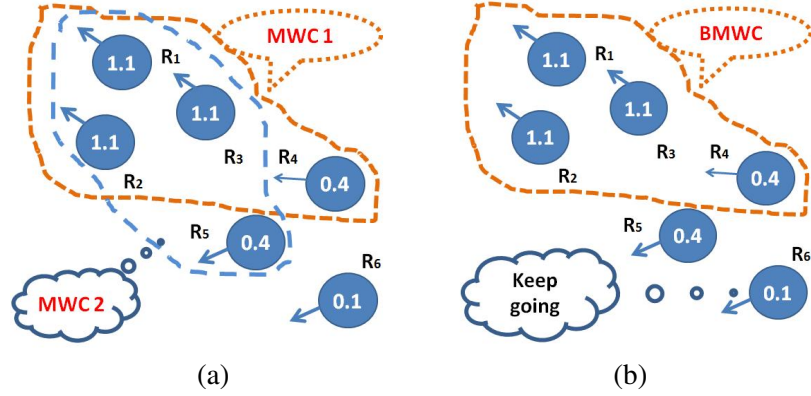 MWC 1
1.1
R1
1.1
1.1
R3
R4
R2
0.4
R5
0.4
R6
MWC 2
0.1
(a)
BMWC
1.1
R1
1.1
1.1
R3
R4
R2
0.4
R5
0.4
R6
Keep
going
0.1
(b)